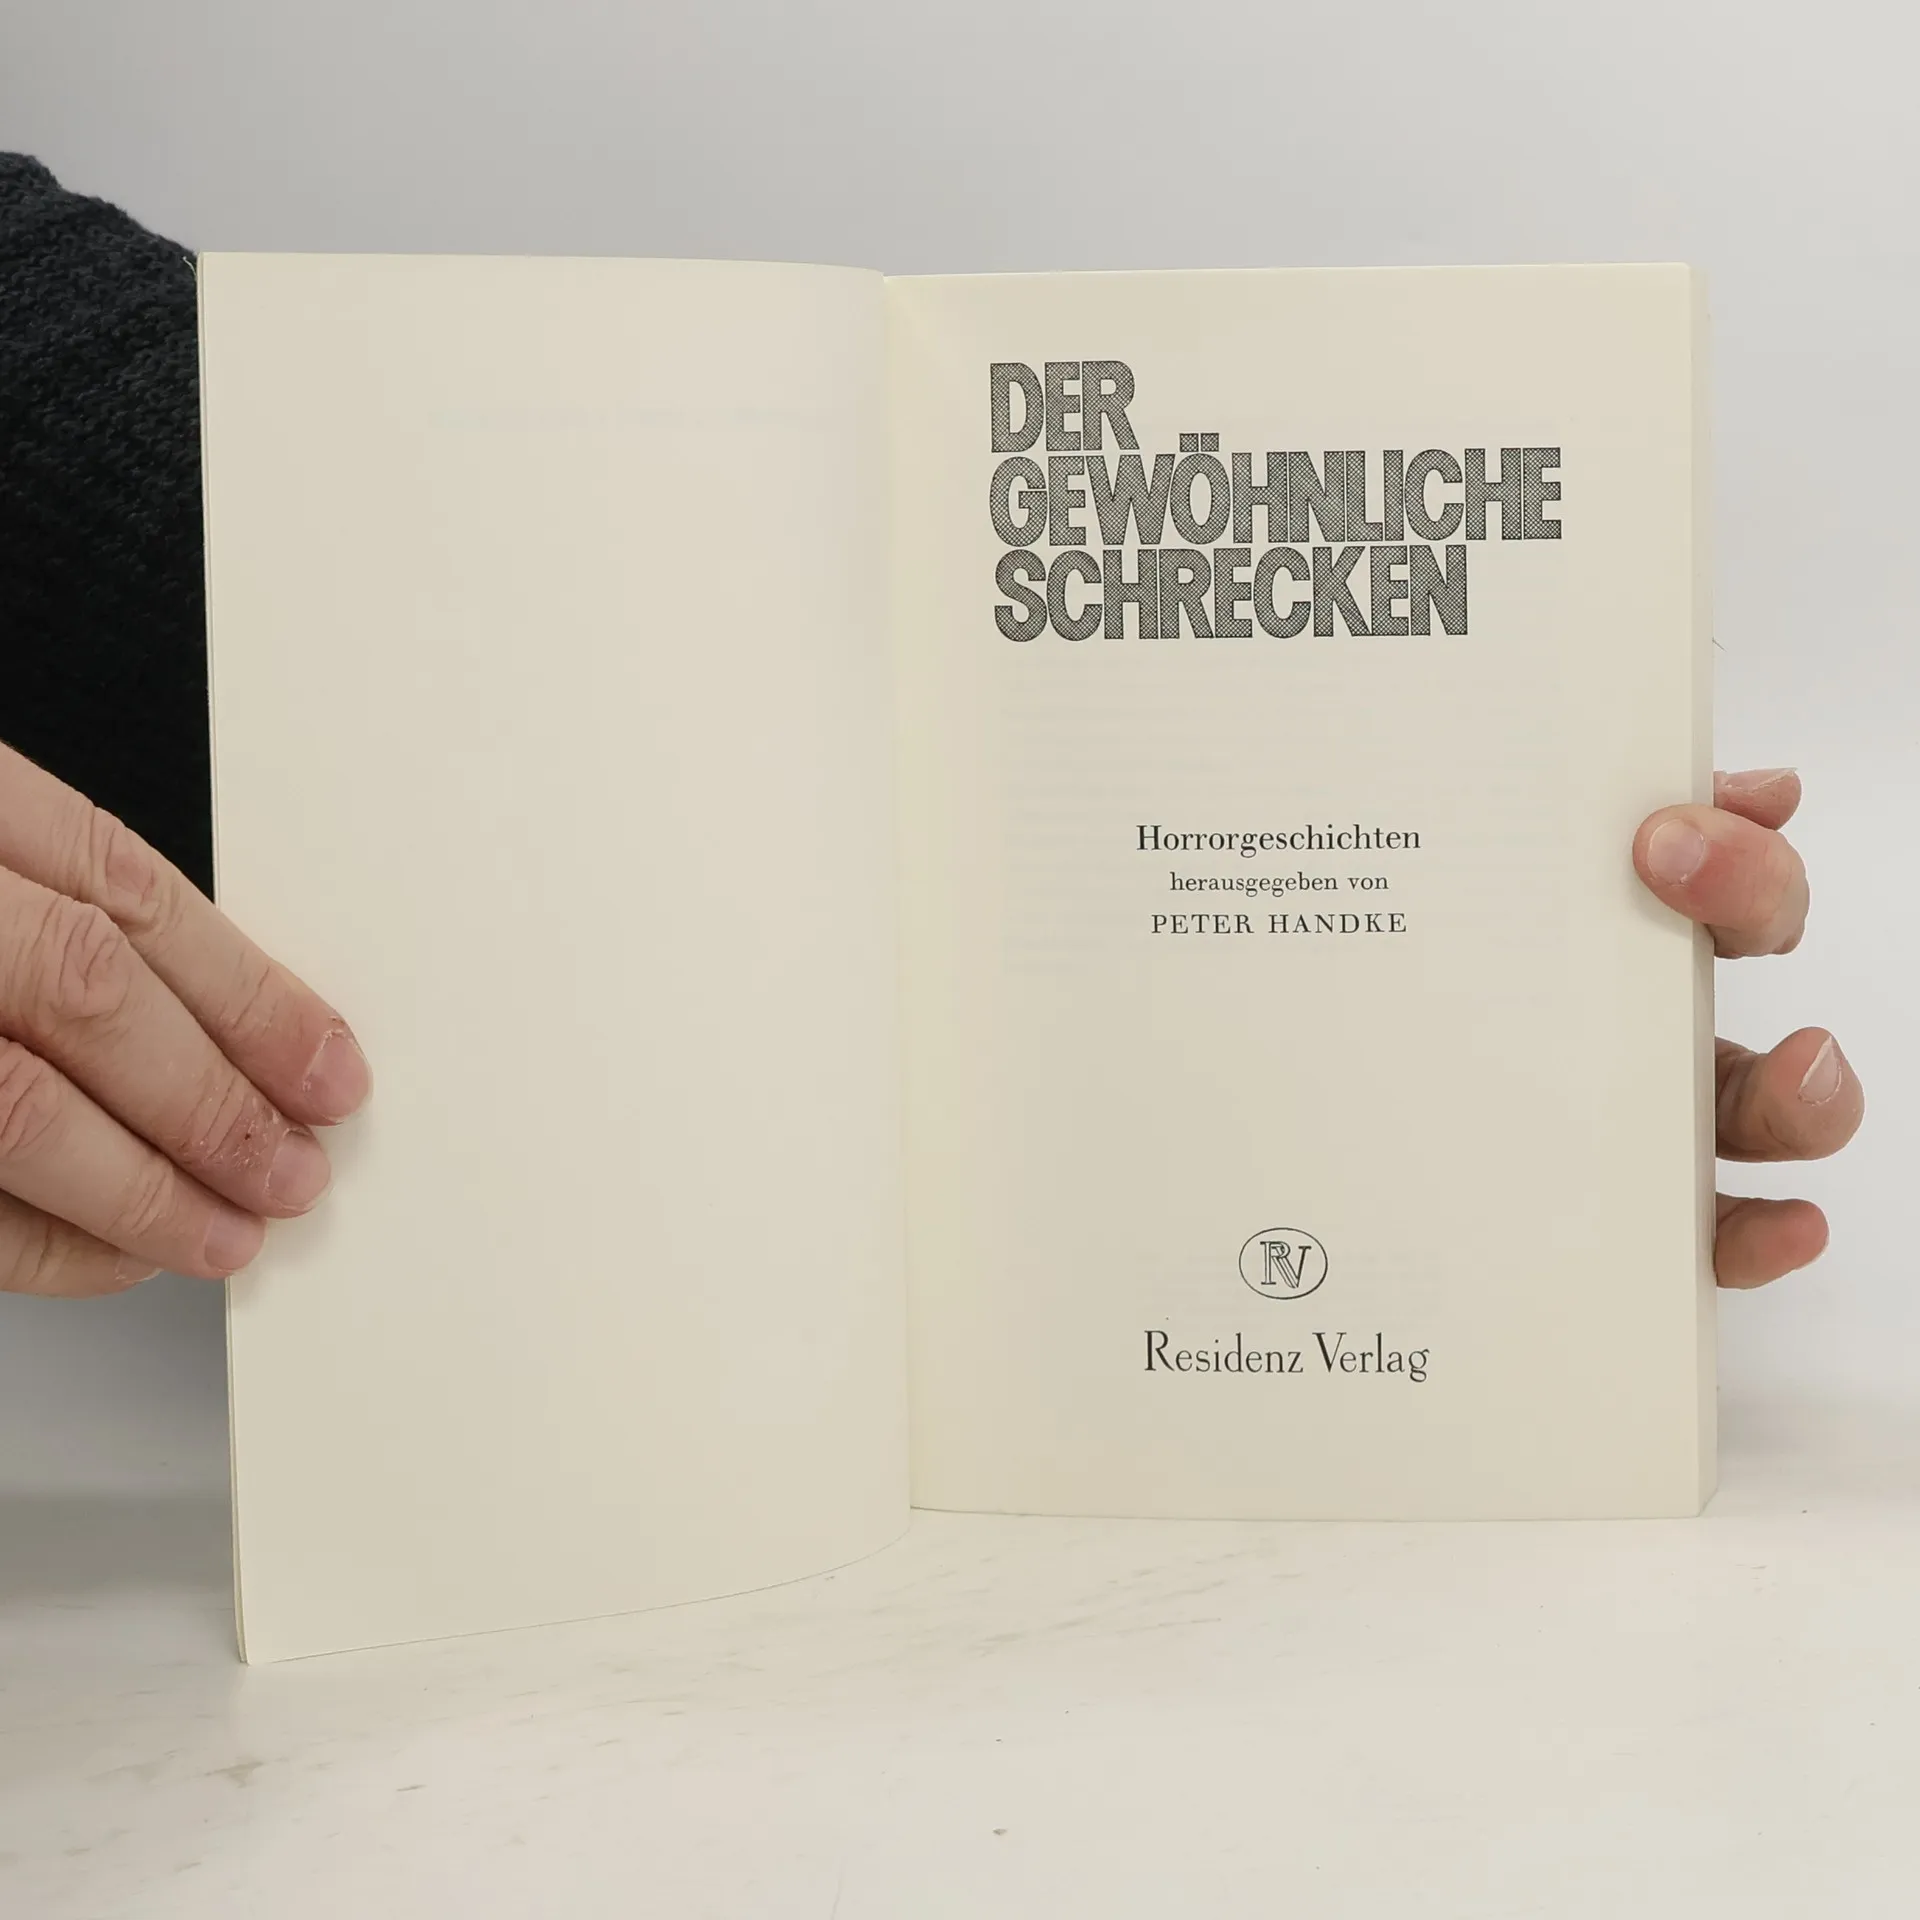 DER
GEWÖHNLICHE
SCHRECKEN
Horrorgeschichten
herausgegeben von
PETER HANDKE
RV
Residenz Verlag